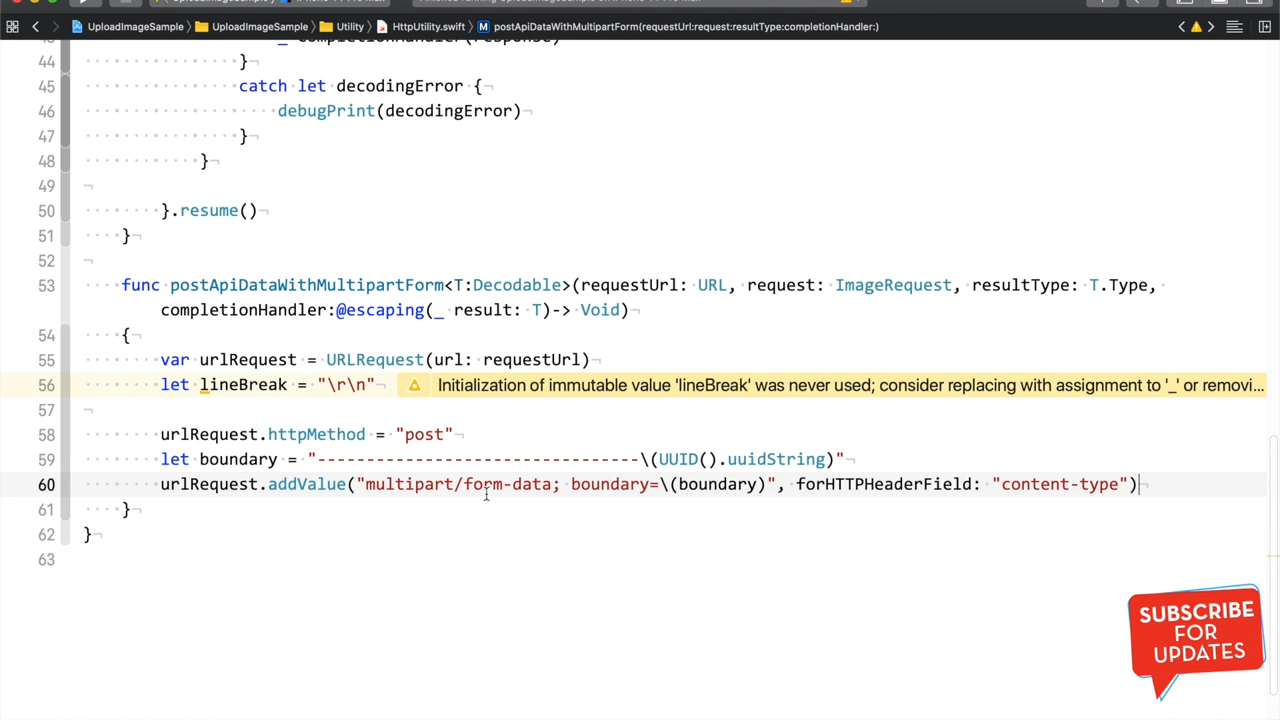 UploadImageSample UploadImageSample Utility HttpUtility.swift M postApiDataWithMultipartForm(requestUrl:request:resultType:completionHandler:)
44 }
45 catch let decodingError {
46 debugPrint(decodingError)
47 }
48 }
49
50 }.resume()
51 }
52
53 func postApiDataWithMultipartForm<T:Decodable>(requestUrl: URL, request: ImageRequest, resultType: T.Type,
completionHandler:@escaping(_ result: T)-> Void)
54 {
55 var urlRequest = URLRequest(url: requestUrl)
56 let lineBreak = "\r\n" Initialization of immutable value 'lineBreak' was never used; consider replacing with assignment to '_' or removi...
57
58 urlRequest.httpMethod = "post"
59 let boundary = "---------------------------------\(UUID().uuidString)"
60 urlRequest.addValue("multipart/form-data; boundary=\(boundary)", forHTTPHeaderField: "content-type")
61 }
62 }
63
SUBSCRIBE
FOR
UPDATES